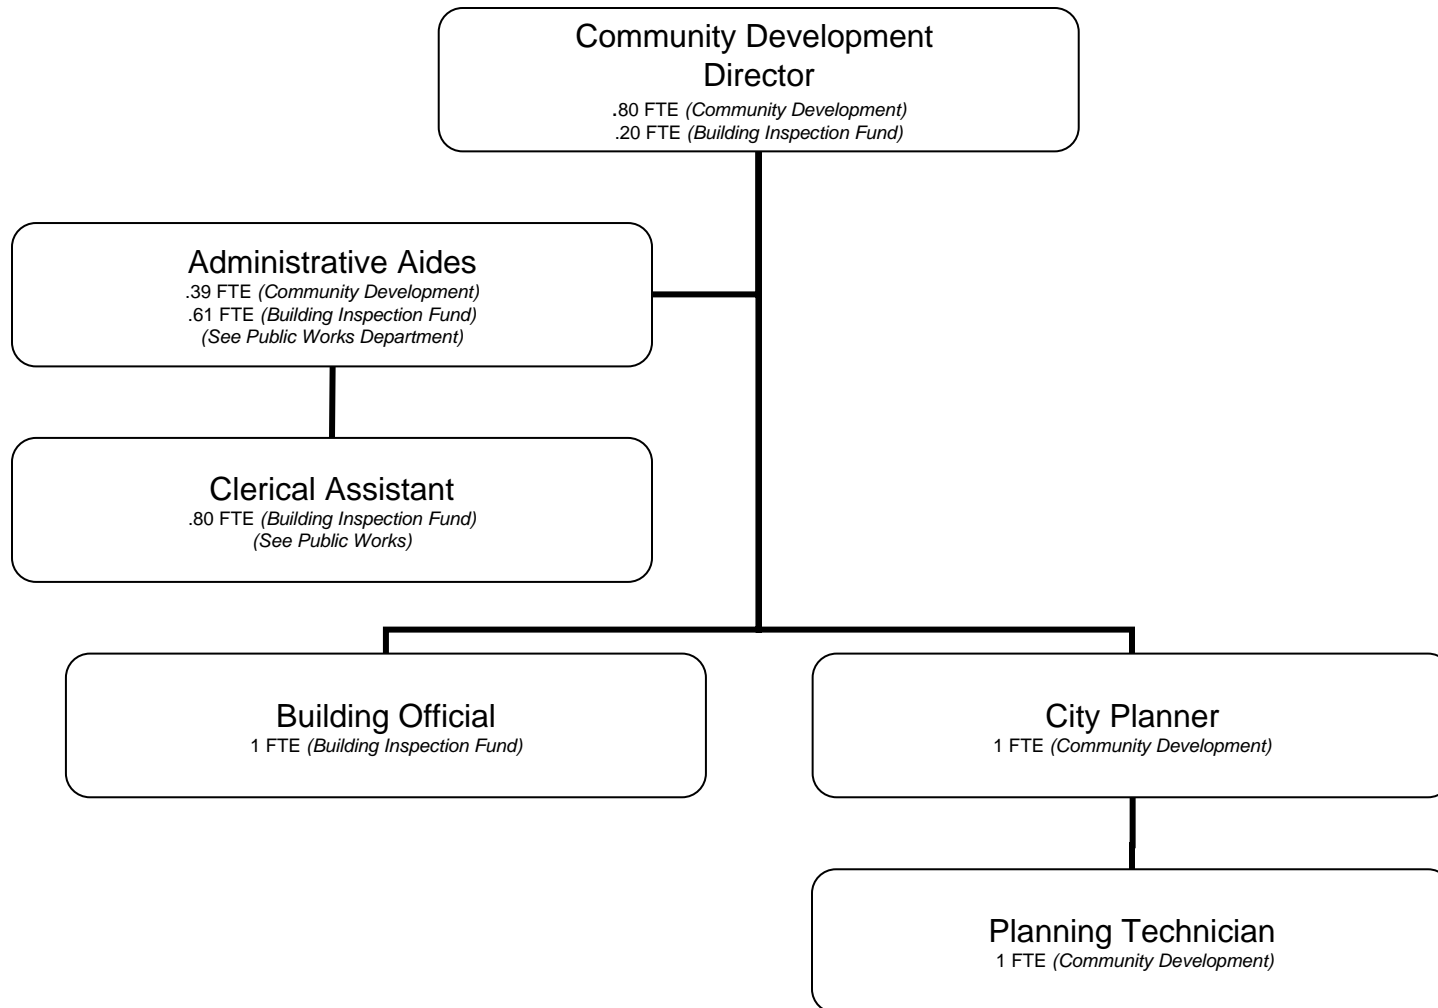 Community Development
Director
.80 FTE (Community Development)
.20 FTE (Building Inspection Fund)
Administrative Aides
.39 FTE (Community Development)
.61 FTE (Building Inspection Fund)
(See Public Works Department)
Clerical Assistant
.80 FTE (Building Inspection Fund)
(See Public Works)
Building Official
1 FTE (Building Inspection Fund)
City Planner
1 FTE (Community Development)
Planning Technician
1 FTE (Community Development)